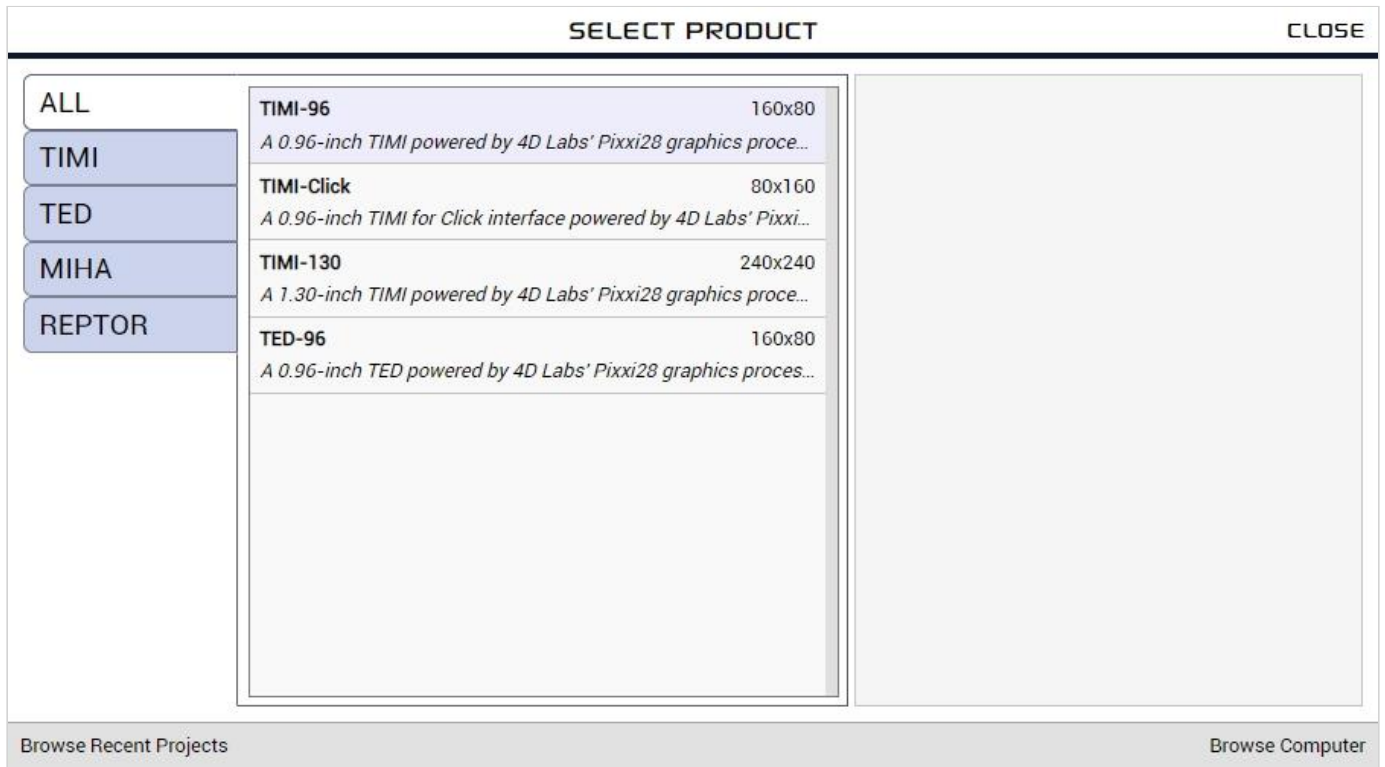 SELECT PRODUCT
CLOSE
ALL
TIMI
TED
MIHA
REPTOR
TIMI-96 160x80
A 0.96-inch TIMI powered by 4D Labs' Pixxi28 graphics proce...
TIMI-Click 80x160
A 0.96-inch TIMI for Click interface powered by 4D Labs' Pixxi...
TIMI-130 240x240
A 1.30-inch TIMI powered by 4D Labs' Pixxi28 graphics proce...
TED-96 160x80
A 0.96-inch TED powered by 4D Labs' Pixxi28 graphics proces...
Browse Recent Projects
Browse Computer